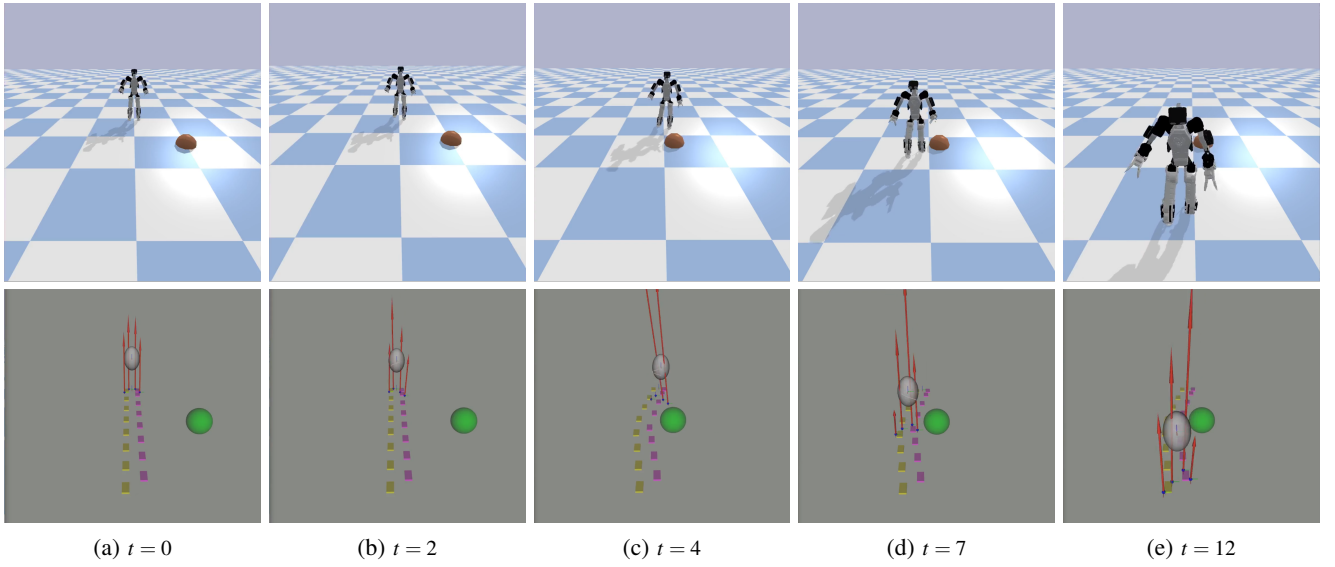 (a) t = 0
(b) t = 2
(c) t = 4
(d) t = 7
(e) t = 12